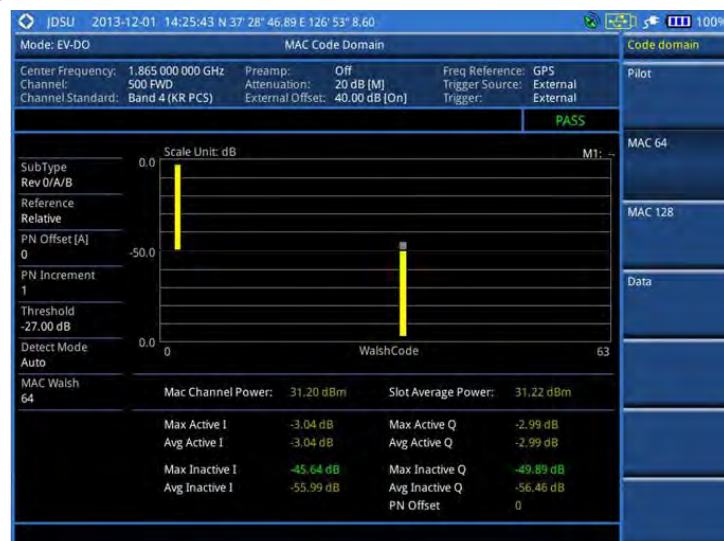 JDSU 2013-12-01 14:25:43 N 37' 28" 46.89 E 126' 53" 8.60 100%
Mode: EV-DO MAC Code Domain Code domain
Center Frequency: 1.865 000 000 GHz Preamp: Off Freq Reference: GPS
Channel: 500 FWD Attenuation: 20 dB [M] Trigger Source: External
Channel Standard: Band 4 (KR PCS) External Offset: 40.00 dB [On] Trigger: External
PASS
Pilot
MAC 64
MAC 128
Data
Scale Unit: dB M1: --
SubType
Rev 0/A/B
Reference
Relative
PN Offset [A]
0
PN Increment
1
Threshold
-27.00 dB
Detect Mode
Auto
MAC Walsh
64
0.0
-50.0
0.0
0 WalshCode 63
Mac Channel Power: 31.20 dBm Slot Average Power: 31.22 dBm
Max Active I -3.04 dB Max Active Q -2.99 dB
Avg Active I -3.04 dB Avg Active Q -2.99 dB
Max Inactive I -45.64 dB Max Inactive Q -49.89 dB
Avg Inactive I -55.99 dB Avg Inactive Q -56.46 dB
PN Offset 0